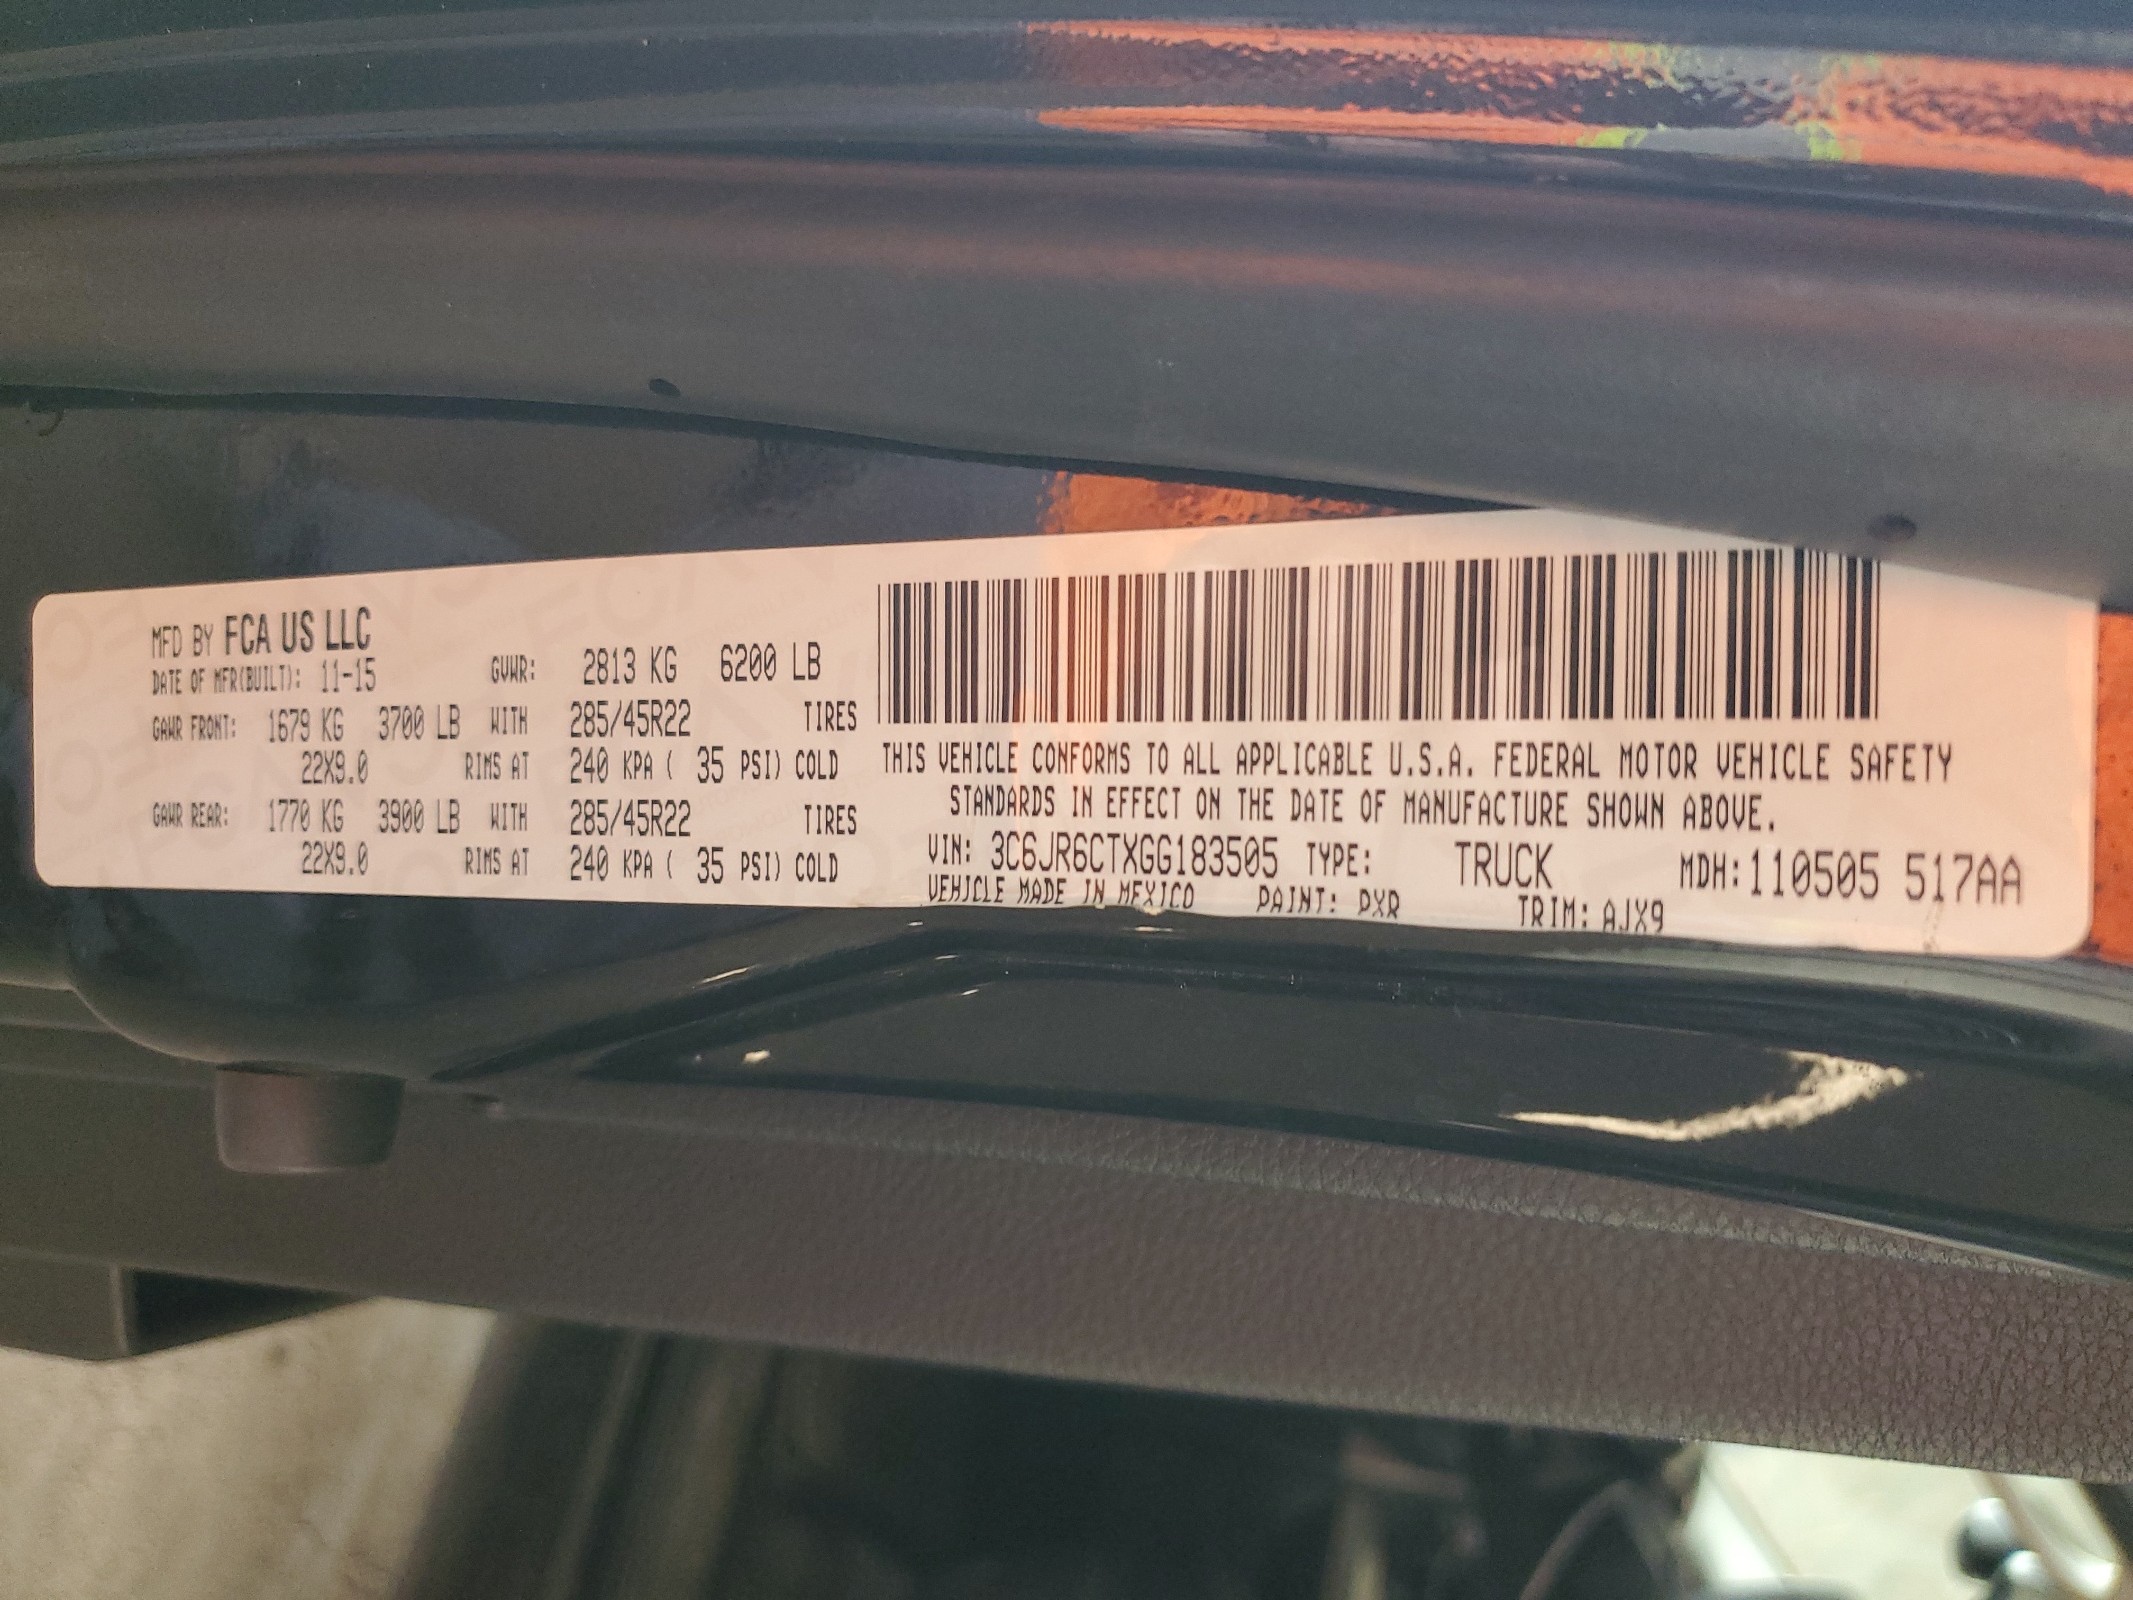 MFD BY FCA US LLC
DATE OF MFR(BUILT): 11-15 GVWR: 2813 KG 6200 LB
GAWR FRONT: 1679 KG 3700 LB WITH 285/45R22 TIRES
22X9.0 RIMS AT 240 KPA ( 35 PSI) COLD
GAWR REAR: 1770 KG 3900 LB WITH 285/45R22 TIRES
22X9.0 RIMS AT 240 KPA ( 35 PSI) COLD
THIS VEHICLE CONFORMS TO ALL APPLICABLE U.S.A. FEDERAL MOTOR VEHICLE SAFETY
STANDARDS IN EFFECT ON THE DATE OF MANUFACTURE SHOWN ABOVE.
VIN: 3C6JR6CTXGG183505 TYPE: TRUCK MDH:110505 517AA
VEHICLE MADE IN MEXICO PAINT: PXR TRIM: AJX9